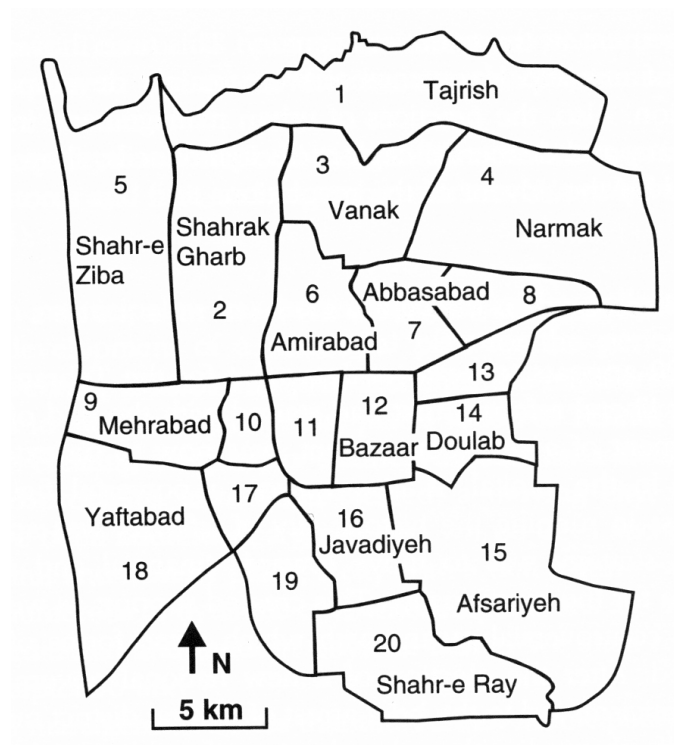 1
Tajrish
5
3
4
Shahr-e
Ziba
Shahrak
Gharb
Vanak
Narmak
2
6
Amirabad
Abbasabad
8
7
13
9
Mehrabad
10
11
12
Bazaar
14
Doulab
17
Yaftabad
18
16
Javadiyeh
15
Afsariyeh
19
20
Shahr-e Ray
N
5 km